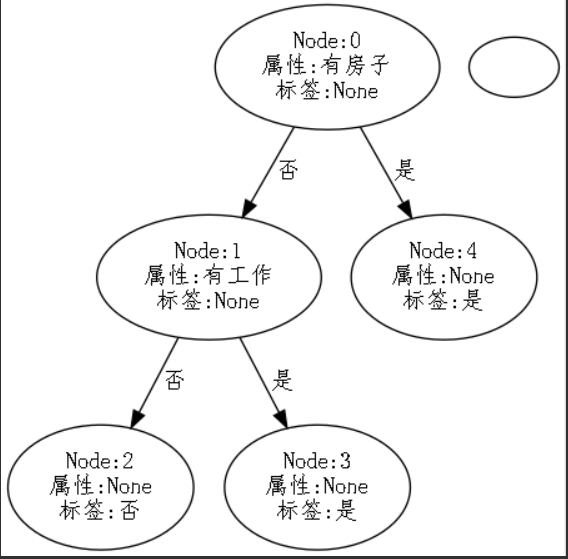 Node:0
属性:有房子
标签:None
否
是
Node:1
属性:有工作
标签:None
Node:4
属性:None
标签:是
否
是
Node:2
属性:None
标签:否
Node:3
属性:None
标签:是